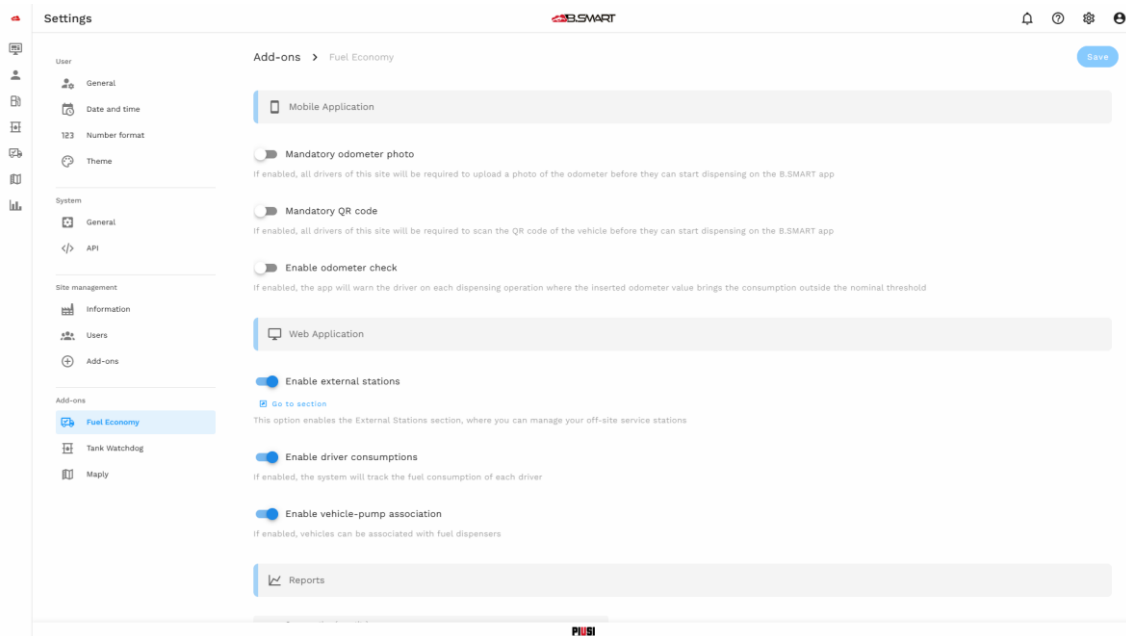 Settings
B.SMART
User
General
Date and time
123 Number format
Theme
System
General
</> API
Site management
Information
Users
Add-ons
Add-ons
Fuel Economy
Tank Watchdog
Maply
Add-ons > Fuel Economy
Save
Mobile Application
Mandatory odometer photo
If enabled, all drivers of this site will be required to upload a photo of the odometer before they can start dispensing on the B.SMART app
Mandatory QR code
If enabled, all drivers of this site will be required to scan the QR code of the vehicle before they can start dispensing on the B.SMART app
Enable odometer check
If enabled, the app will warn the driver on each dispensing operation where the inserted odometer value brings the consumption outside the nominal threshold
Web Application
Enable external stations
Go to section
This option enables the External Stations section, where you can manage your off-site service stations
Enable driver consumptions
If enabled, the system will track the fuel consumption of each driver
Enable vehicle-pump association
If enabled, vehicles can be associated with fuel dispensers
Reports
PIUSI